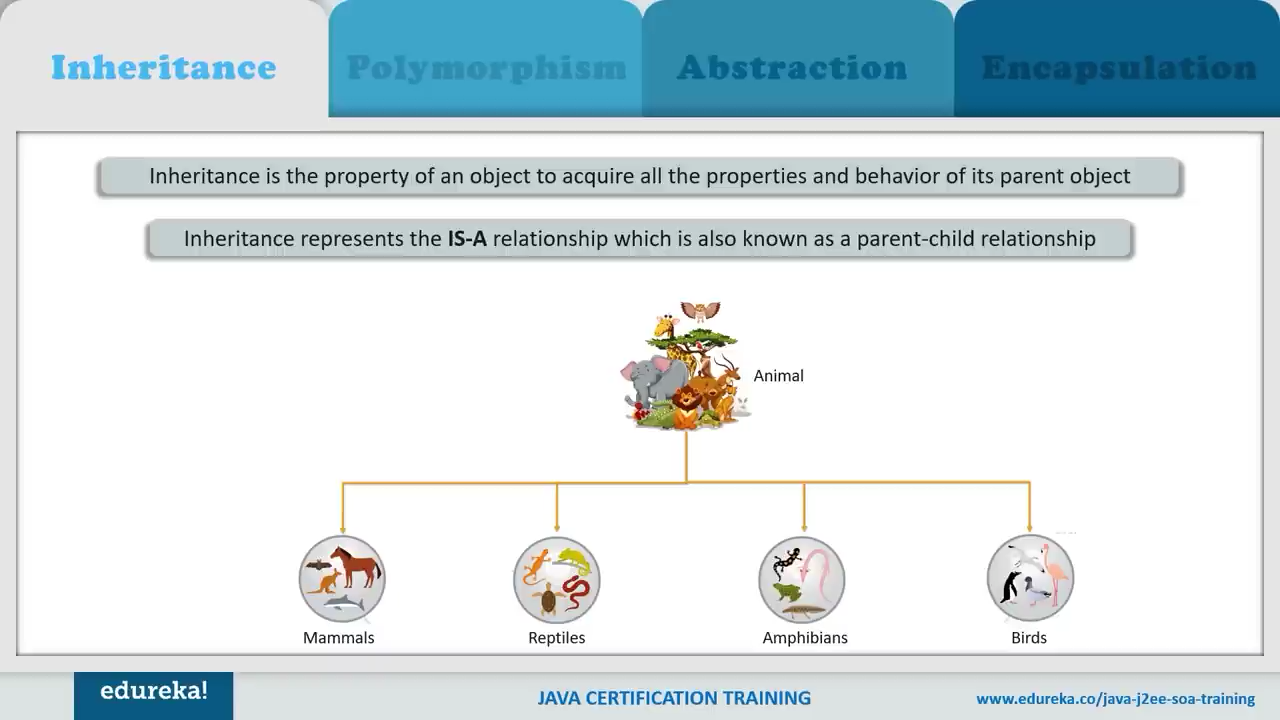 Inheritance
Polymorphism
Abstraction
Encapsulation
Inheritance is the property of an object to acquire all the properties and behavior of its parent object
Inheritance represents the IS-A relationship which is also known as a parent-child relationship
Animal
Mammals
Reptiles
Amphibians
Birds
edureka!
JAVA CERTIFICATION TRAINING
www.edureka.co/java-j2ee-soa-training